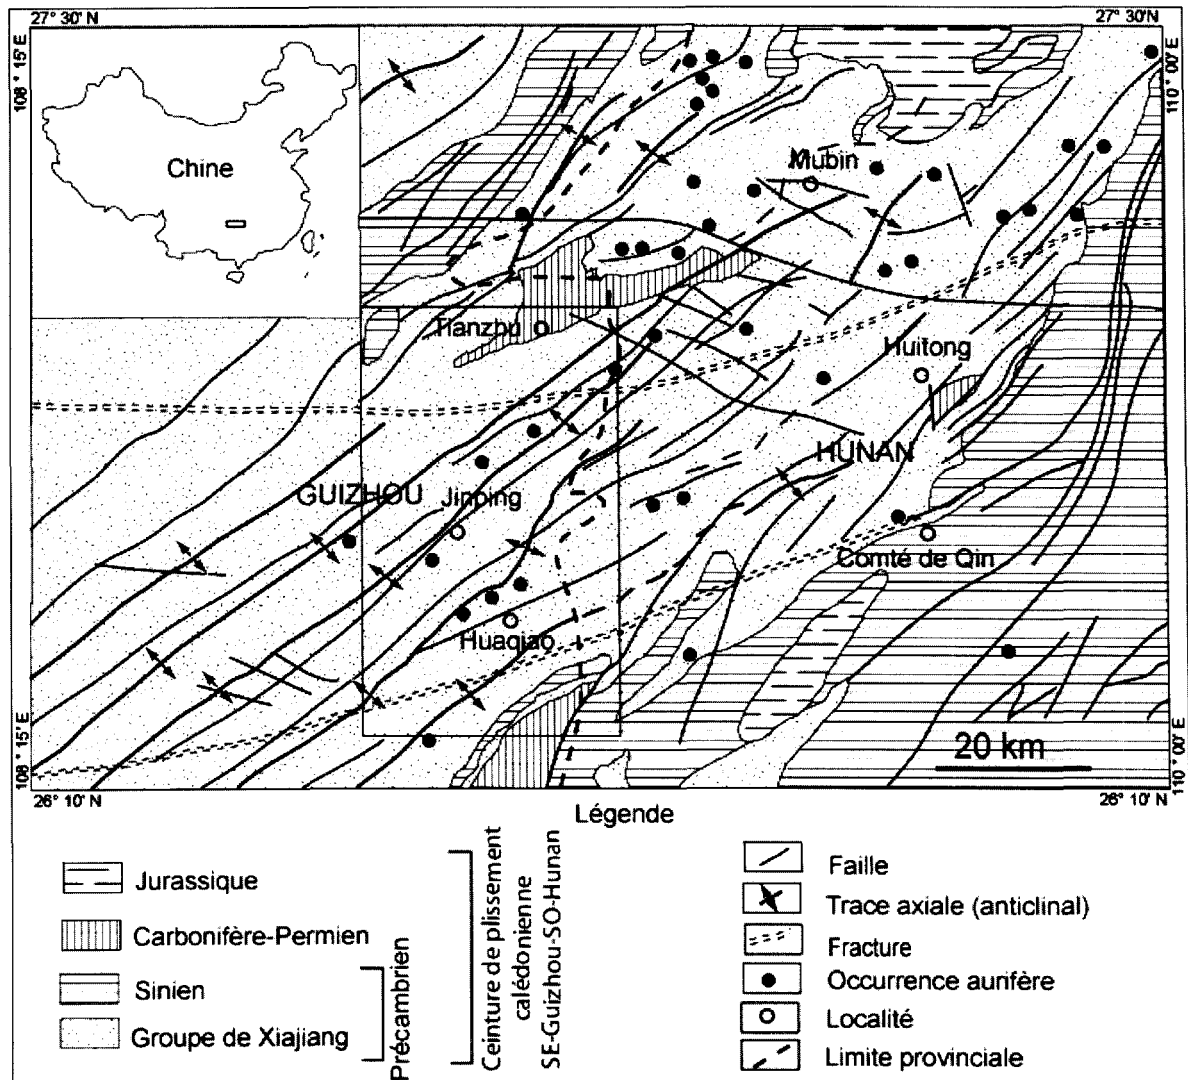 27° 30' N
27° 30'N
108 ° 15' E
110 ° 00' E
Chine
Mubin
Tianzhu
Huitong
HUNAN
GUIZHOU
Jinping
Comté de Qin
Huaqiao
20 km
108 ° 15' E
110 ° 00' E
26° 10' N
26° 10' N
Légende
Jurassique
Carbonifère-Permien
Sinien
Groupe de Xiajiang
Précambrien
Ceinture de plissement
calédonienne
SE-Guizhou-SO-Hunan
Faille
Trace axiale (anticlinal)
Fracture
Occurrence aurifère
Localité
Limite provinciale